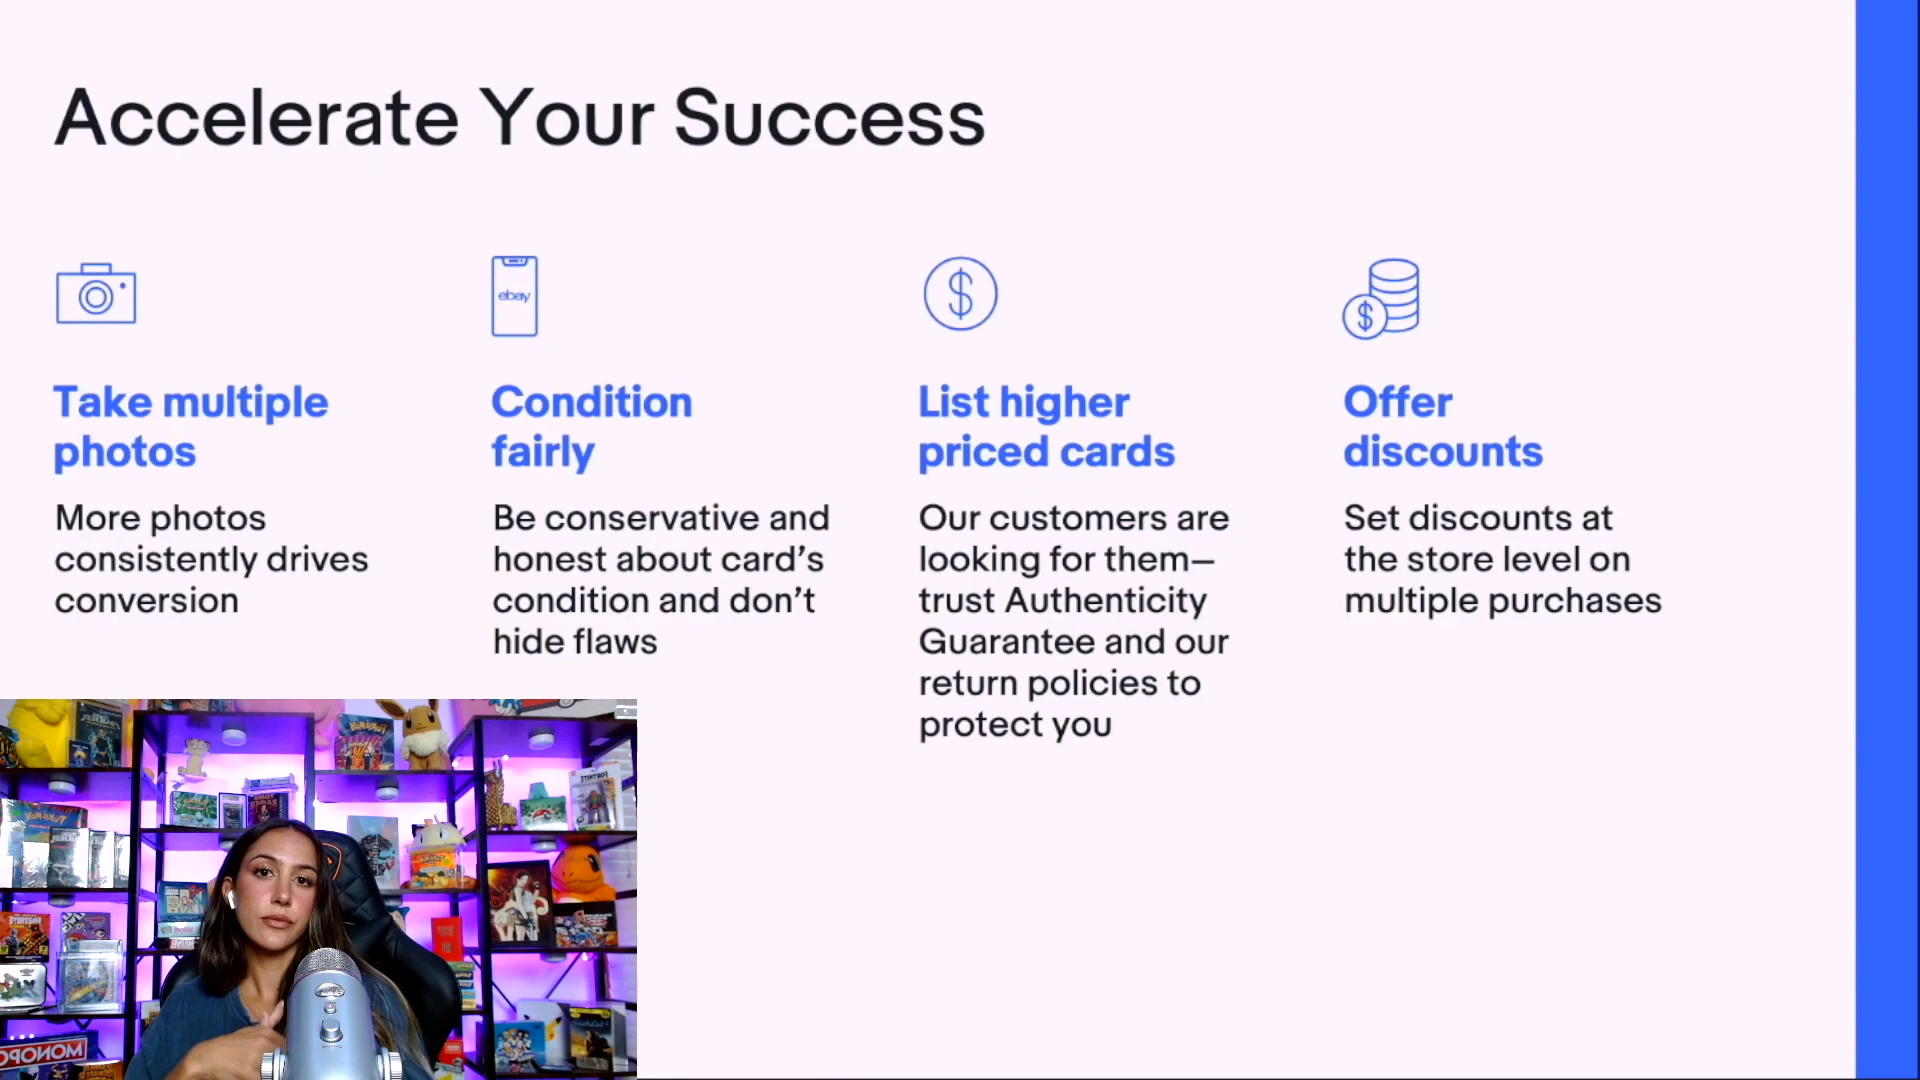 Accelerate Your Success
ebay
Take multiple
photos
More photos
consistently drives
conversion
Condition
fairly
Be conservative and
honest about card’s
condition and don’t
hide flaws
List higher
priced cards
Our customers are
looking for them—
trust Authenticity
Guarantee and our
return policies to
protect you
Offer
discounts
Set discounts at
the store level on
multiple purchases
FORTNITE
MONOPOLY